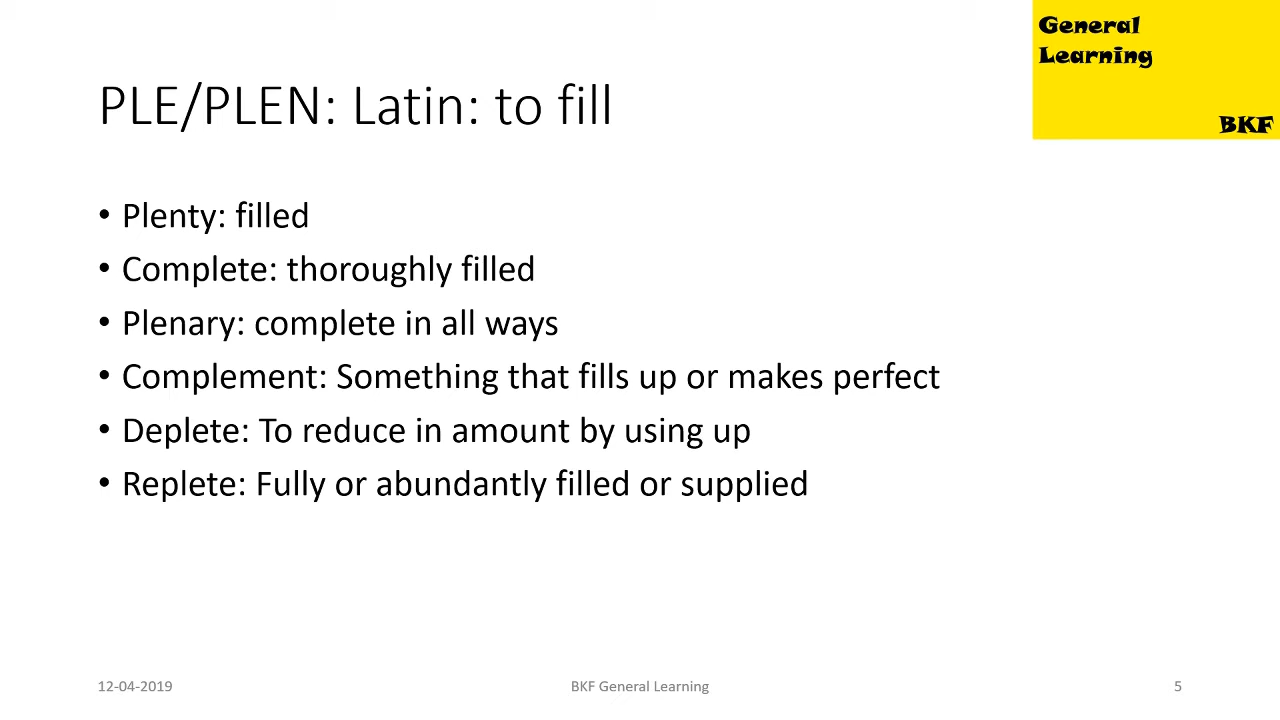 General
Learning
BKF
PLE/PLEN: Latin: to fill
• Plenty: filled
• Complete: thoroughly filled
• Plenary: complete in all ways
• Complement: Something that fills up or makes perfect
• Deplete: To reduce in amount by using up
• Replete: Fully or abundantly filled or supplied
12-04-2019
BKF General Learning
5